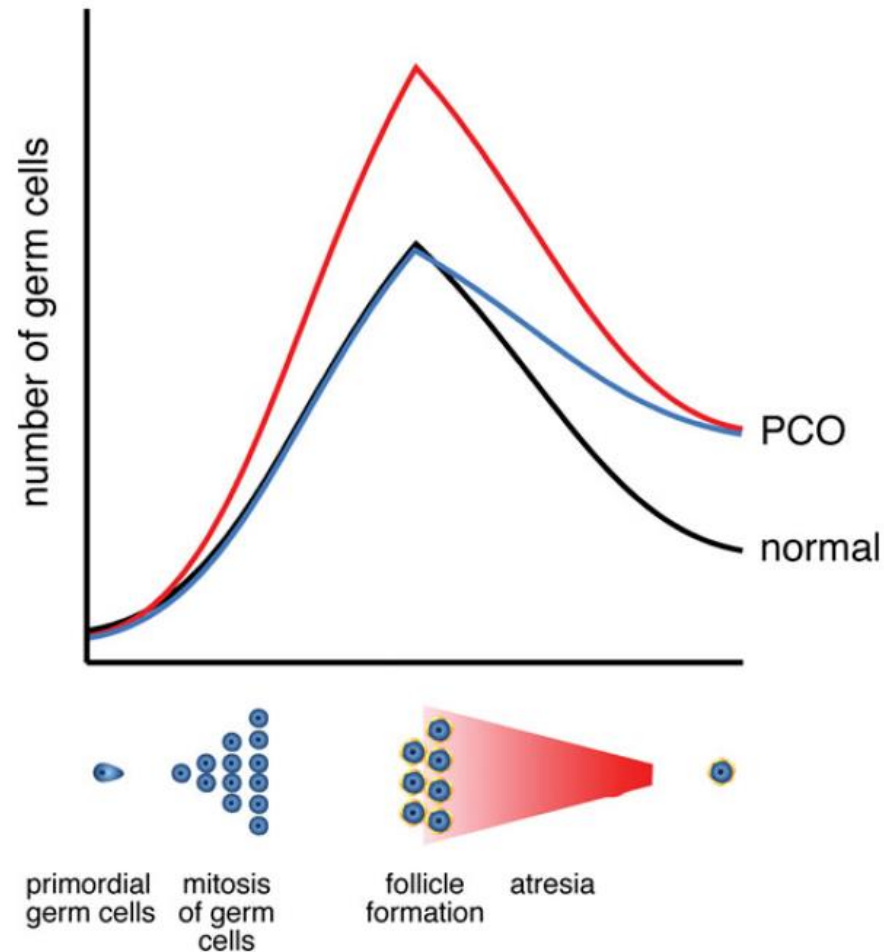 number of germ cells
PCO
normal
primordial
germ cells
mitosis
of germ
cells
follicle
formation
atresia